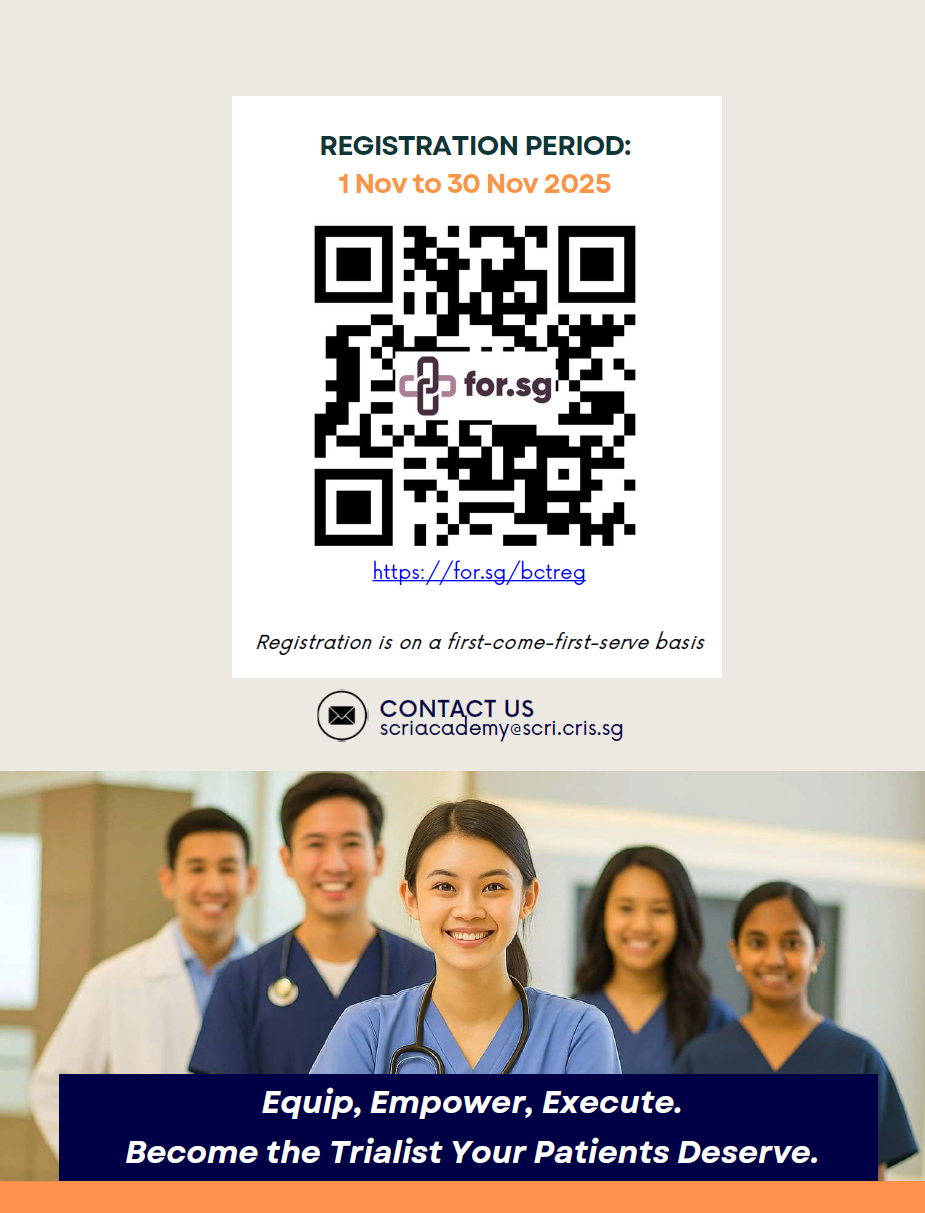 REGISTRATION PERIOD:
1 Nov to 30 Nov 2025
for.sg
https://for.sg/bctreg
Registration is on a first-come-first-serve basis
CONTACT US
scriacademy@scri.cris.sg
Equip, Empower, Execute.
Become the Trialist Your Patients Deserve.